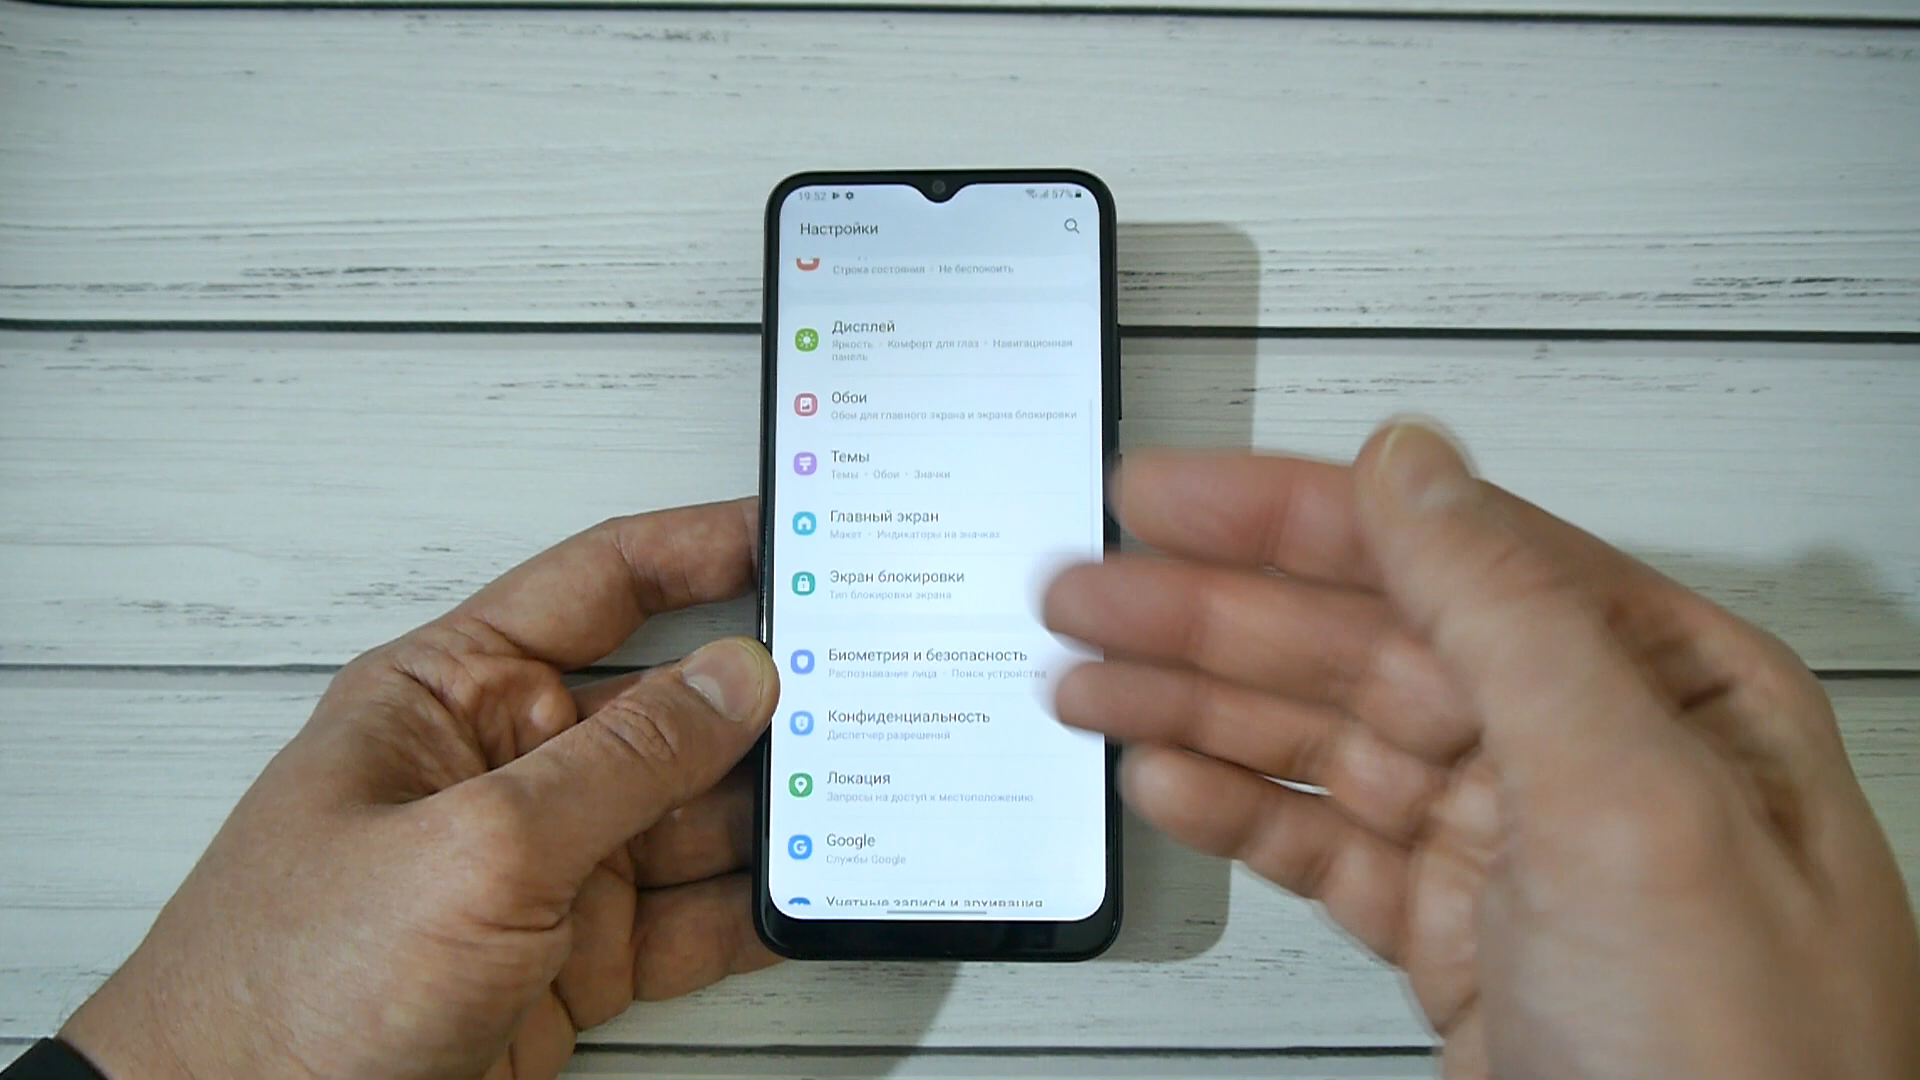 19:52 57%
Настройки
Строка состояния • Не беспокоить
Дисплей
Яркость • Комфорт для глаз • Навигационная
панель
Обои
Обои для главного экрана и экрана блокировки
Темы
Темы • Обои • Значки
Главный экран
Макет • Индикаторы на значках
Экран блокировки
Тип блокировки экрана
Биометрия и безопасность
Распознавание лица • Поиск устройства
Конфиденциальность
Диспетчер разрешений
Локация
Запросы на доступ к местоположению
Google
Службы Google
Учетные записи и архивация